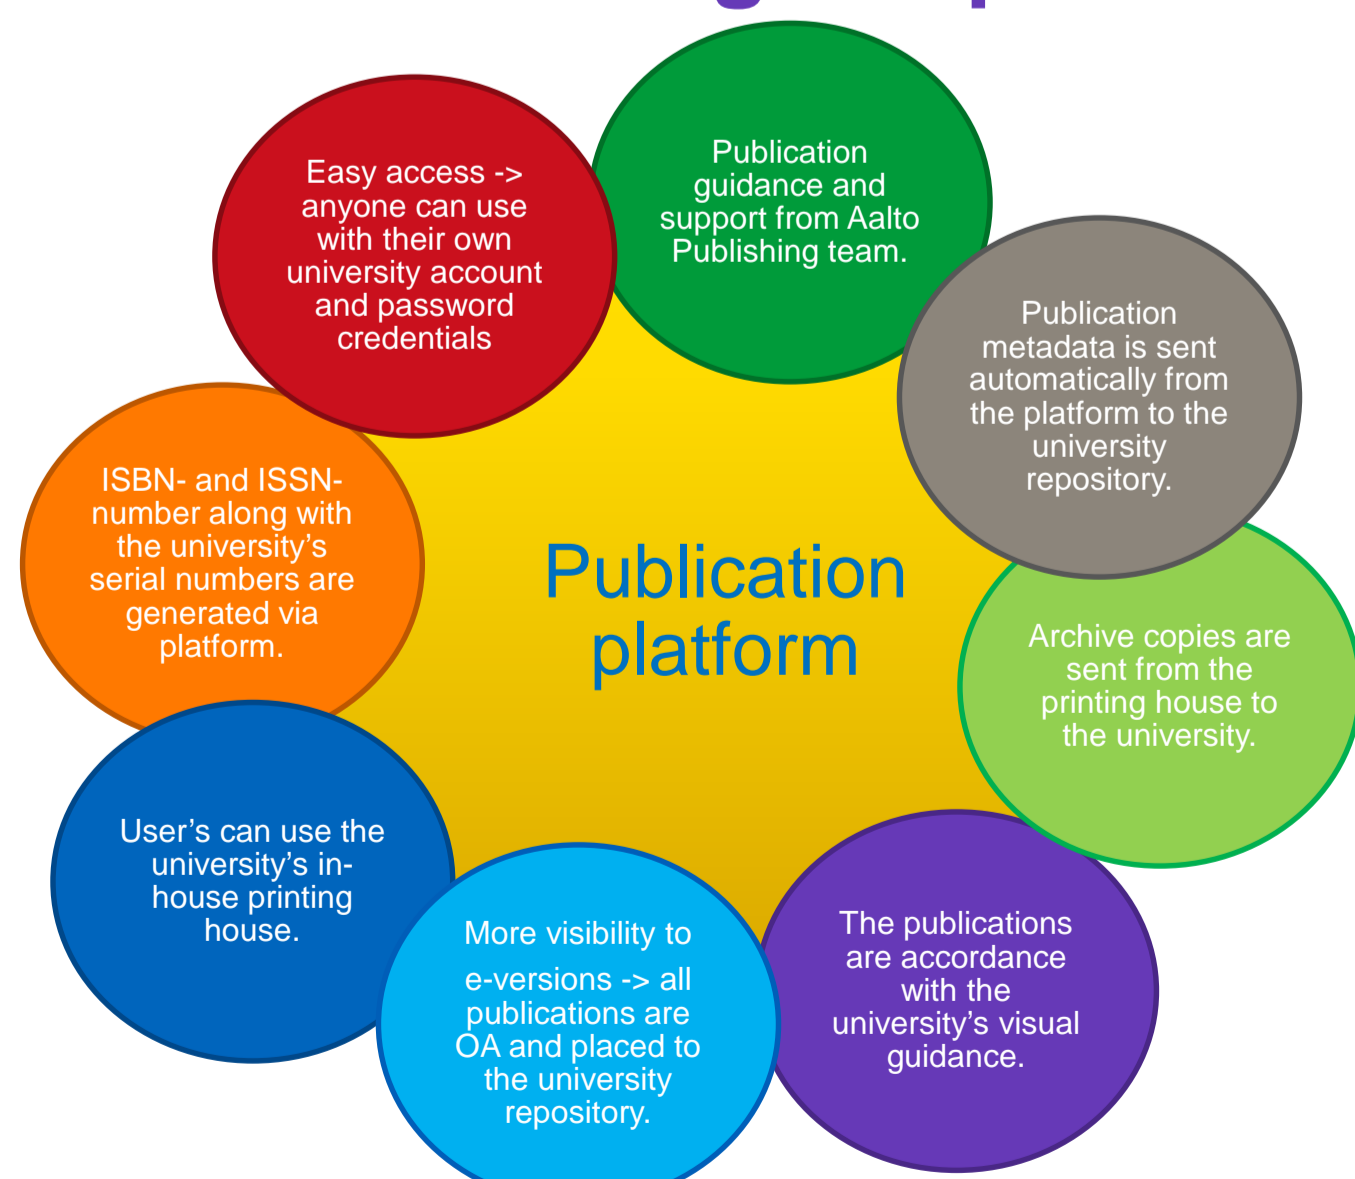 Publication
guidance and
support from Aalto
Publishing team.
Easy access ->
anyone can use
with their own
university account
and password
credentials
Publication
metadata is sent
automatically from
the platform to the
university
repository.
ISBN- and ISSN-
number along with
the university’s
serial numbers are
generated via
platform.
Publication
platform
Archive copies are
sent from the
printing house to
the university.
User’s can use the
university’s in-
house printing
house.
More visibility to
e-versions -> all
publications are
OA and placed to
the university
repository.
The publications
are accordance
with the
university’s visual
guidance.